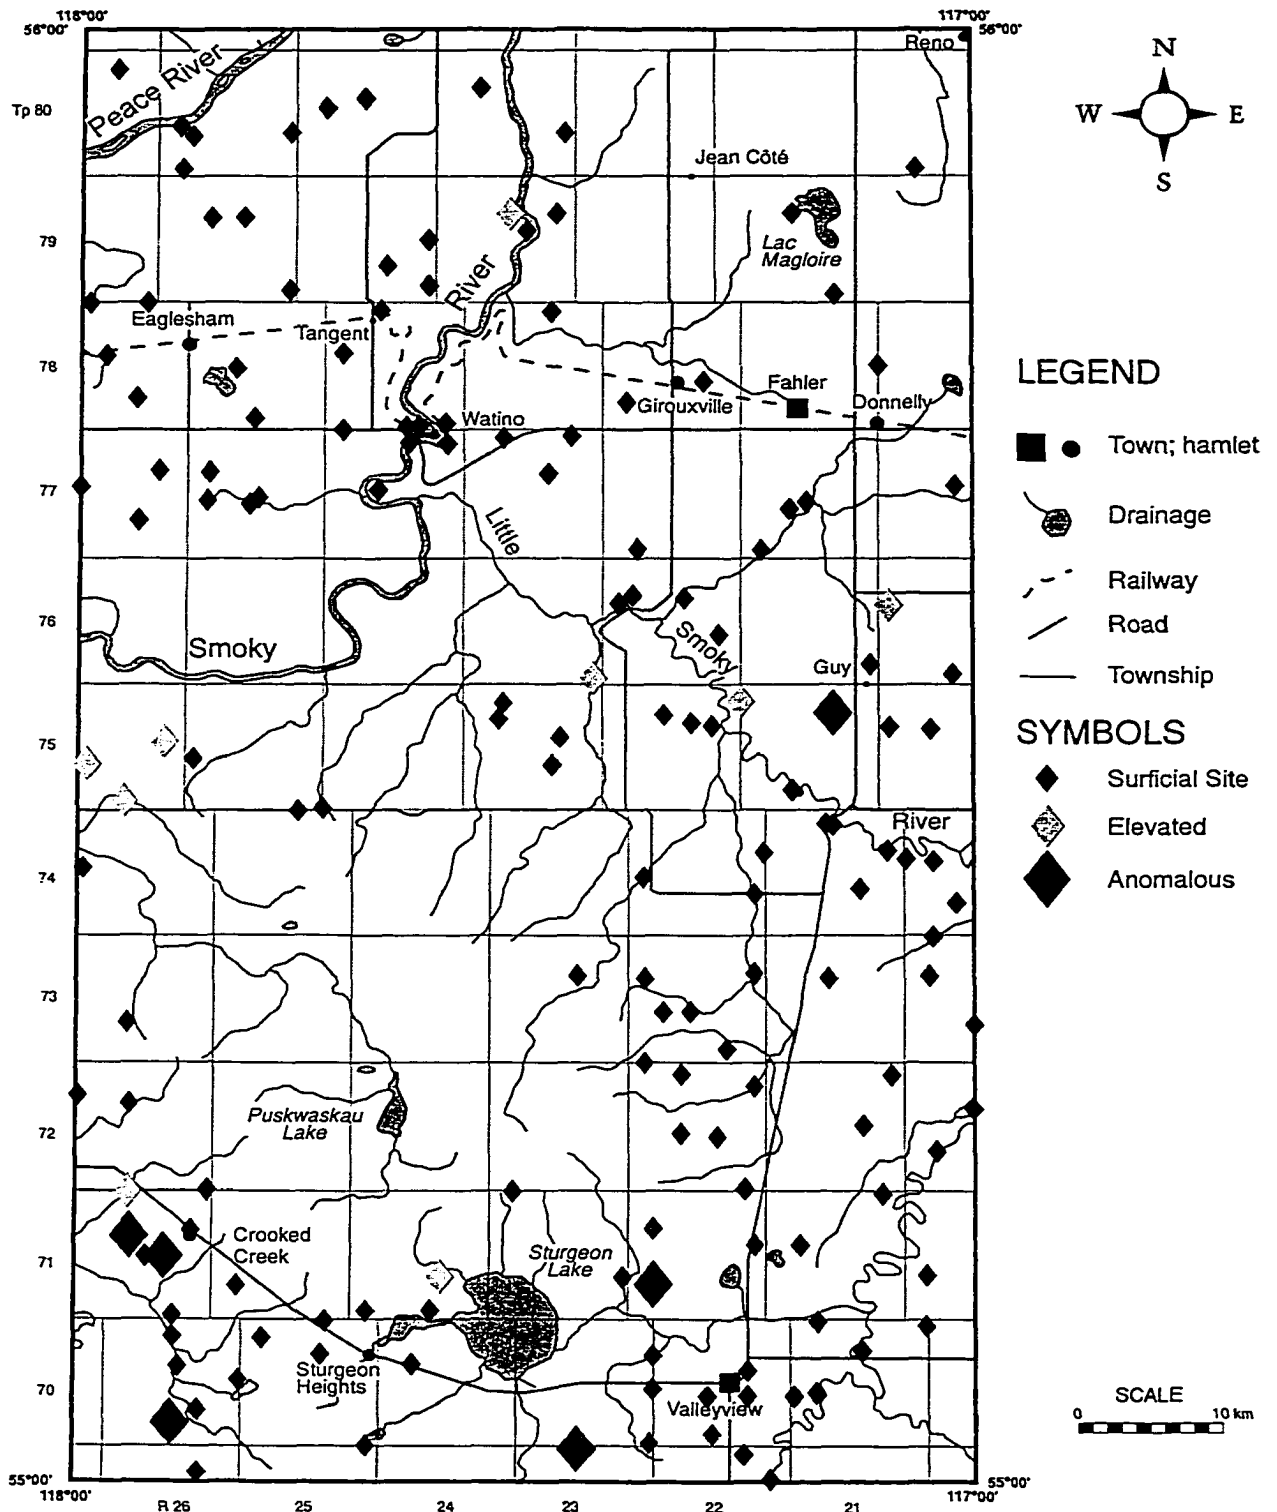 118°00'
117°00'
56°00'
56°00'
Reno
N
Peace River
Tp 80
W
E
Jean Côté
S
79
Lac
Magloire
River
Eaglesham
Tangent
78
Fahler
LEGEND
Girouxville
Donnelly
Watino
Town; hamlet
77
Little
Drainage
Railway
76
Road
Smoky
Smoky
Guy
Township
75
SYMBOLS
Surficial Site
River
Elevated
74
Anomalous
73
Puskwaskau
Lake
72
Crooked
Creek
Sturgeon
Lake
71
Sturgeon
Heights
70
Valleyview
SCALE
0
10 km
55°00'
55°00'
118°00'
117°00'
R 26
25
24
23
22
21